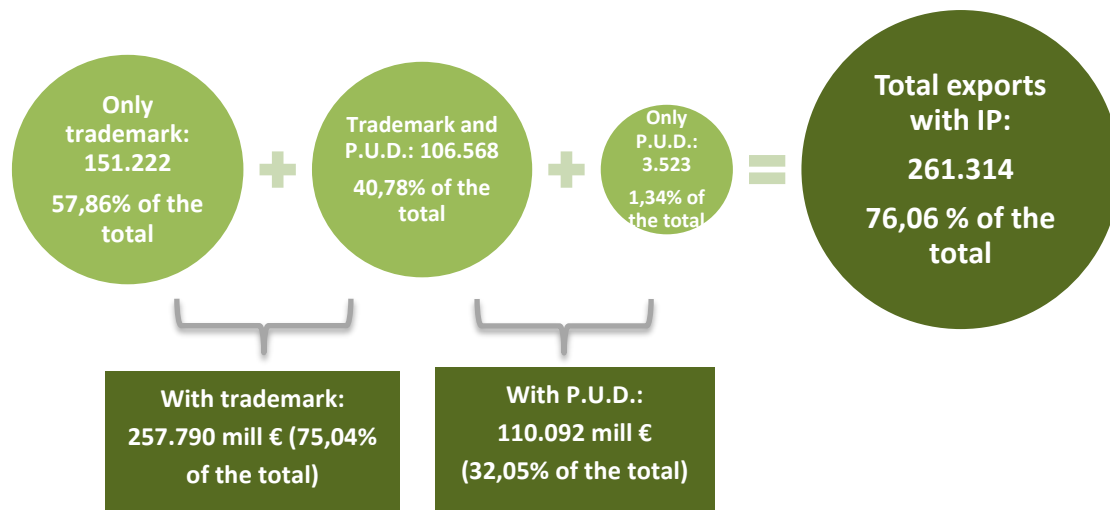 Only
trademark:
151.222
57,86% of the
total
Trademark and
P.U.D.: 106.568
40,78% of the
total
Only
P.U.D.:
3.523
1,34% of
the total
Total exports
with IP:
261.314
76,06 % of the
total
With trademark:
257.790 mill € (75,04%
of the total)
With P.U.D.:
110.092 mill €
(32,05% of the total)